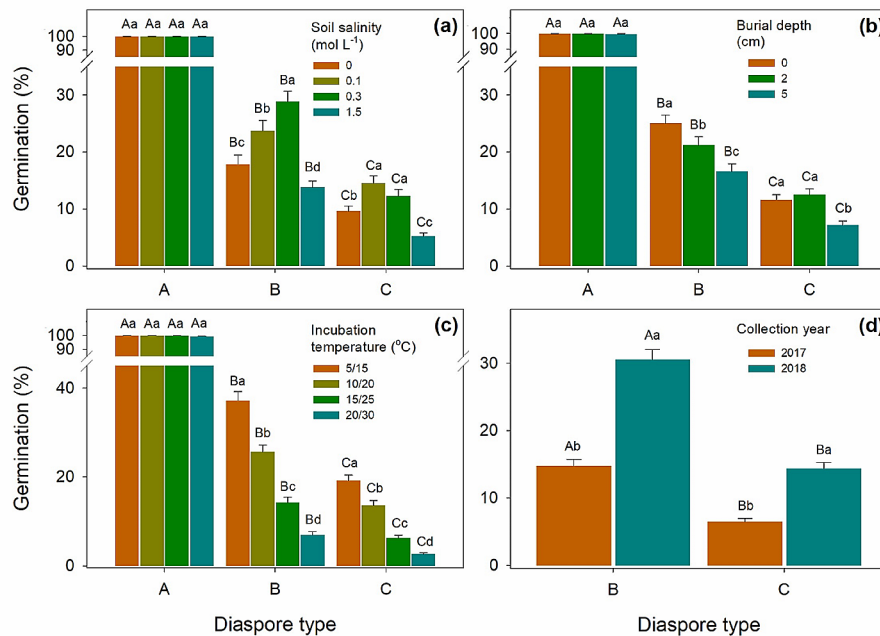 Aa Aa Aa Aa
Soil salinity
(mol L-1)
(a)
0
0.1
0.3
1.5
100
90
30
20
10
0
Germination (%)
Bc Bb Ba Bd
Cb Ca Ca Cc
A B C
Aa Aa Aa
Burial depth
(cm)
(b)
0
2
5
100
90
30
20
10
0
Ba Bb Bc
Ca Ca Cb
A B C
Aa Aa Aa Aa
Incubation
temperature (oC)
(c)
5/15
10/20
15/25
20/30
100
90
40
20
0
Germination (%)
Ba Bb Bc Bd
Ca Cb Cc Cd
A B C
Diaspore type
Collection year
(d)
2017
2018
30
20
10
0
Ab Aa
Bb Ba
B C
Diaspore type